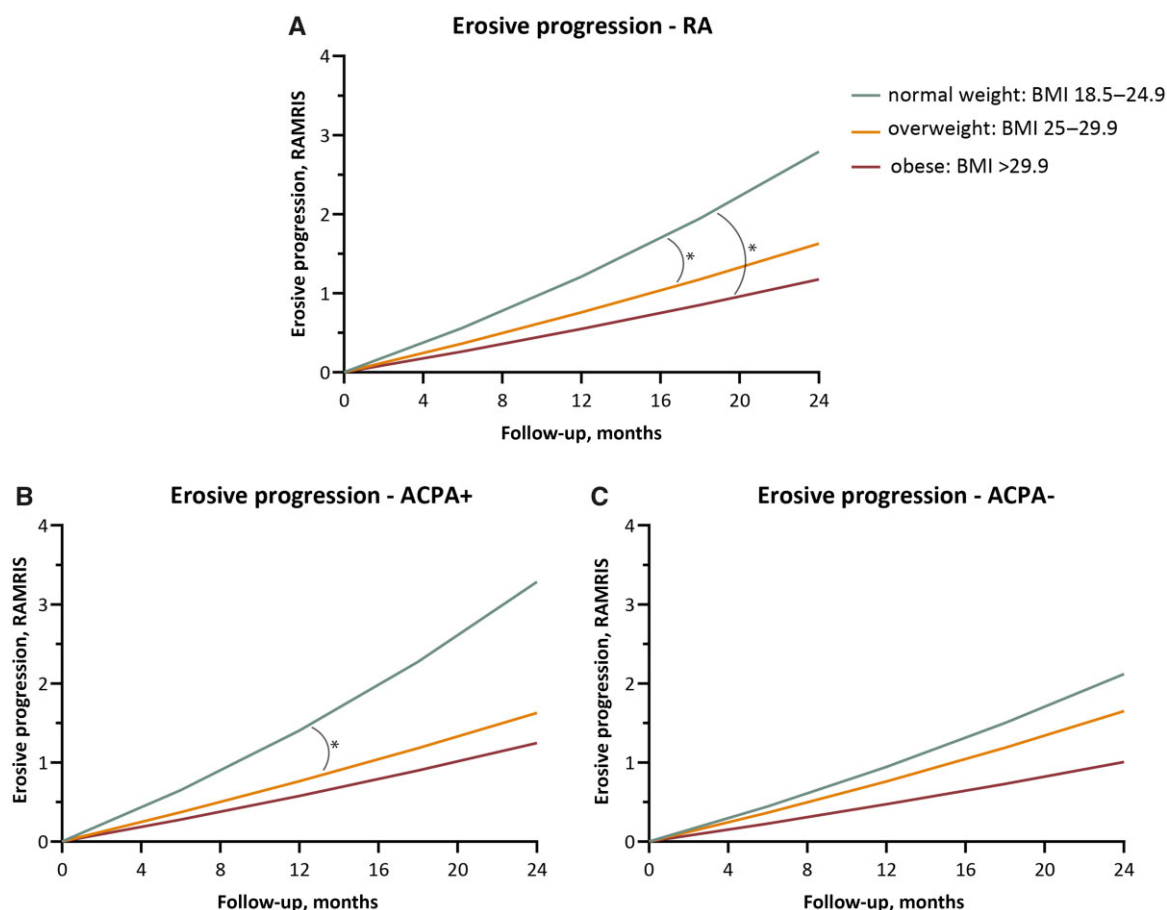 A
Erosive progression - RA
Erosive progression, RAMRIS
4
3
2
1
0
*
*
0 4 8 12 16 20 24
Follow-up, months
normal weight: BMI 18.5–24.9
overweight: BMI 25–29.9
obese: BMI >29.9
B
Erosive progression - ACPA+
Erosive progression, RAMRIS
4
3
2
1
0
*
0 4 8 12 16 20 24
Follow-up, months
C
Erosive progression - ACPA-
Erosive progression, RAMRIS
4
3
2
1
0
0 4 8 12 16 20 24
Follow-up, months